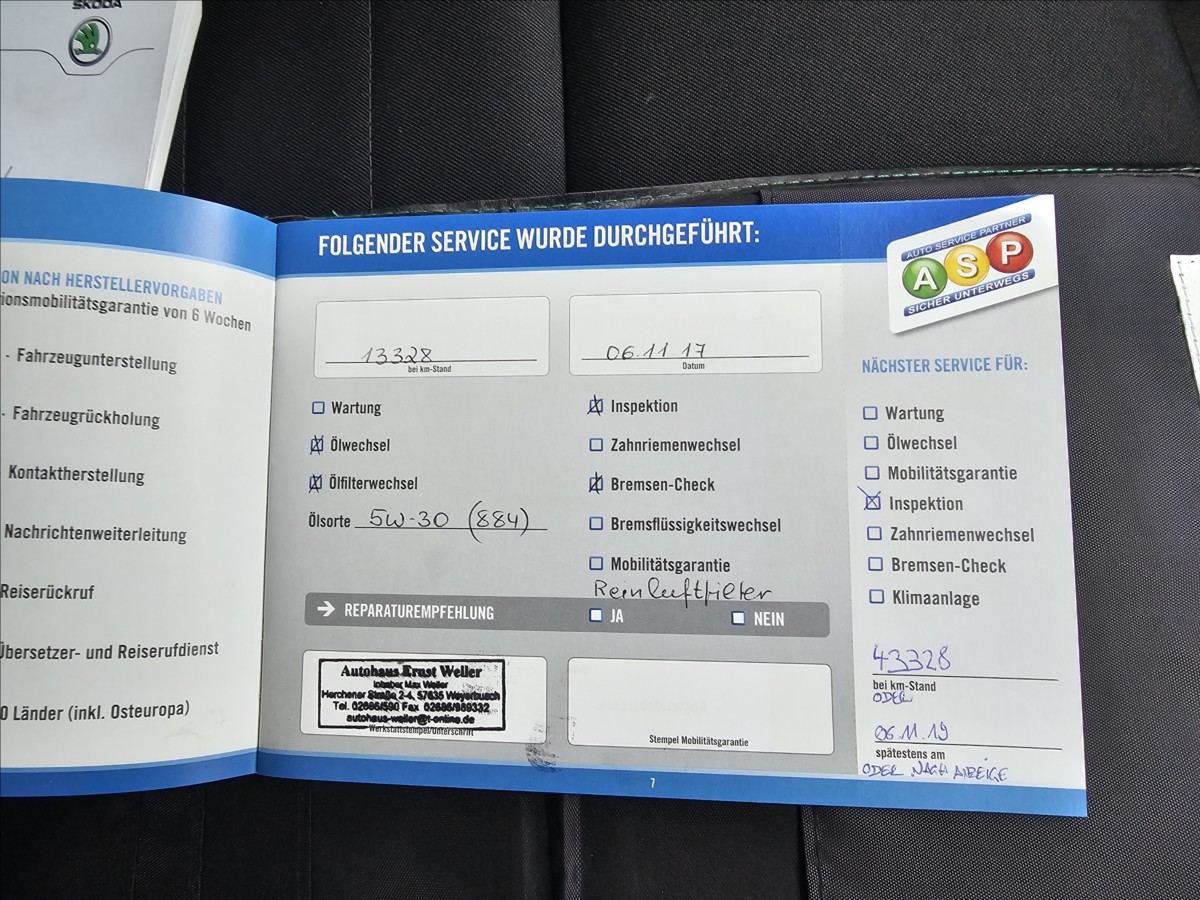 SKODA
ON NACH HERSTELLERVORGABEN
ionsmobilitätsgarantie von 6 Wochen
- Fahrzeugunterstellung
- Fahrzeugrückholung
Kontaktherstellung
Nachrichtenweiterleitung
Reiserückruf
Übersetzer- und Reiserufdienst
0 Länder (inkl. Osteuropa)
FOLGENDER SERVICE WURDE DURCHGEFÜHRT:
13328
bei km-Stand
06.11 17
Datum
Wartung
Ölwechsel
Ölfilterwechsel
Ölsorte 5W-30 (884)
Inspektion
Zahnriemenwechsel
Bremsen-Check
Bremsflüssigkeitswechsel
Mobilitätsgarantie
Reinluftfilter
REPARATUREMPFEHLUNG JA NEIN
Autohaus Ernst Weller
Inhaber Max Weller
Herchener Straße 2-4, 57635 Weyerbusch
Tel. 02686/590 Fax 02686/989332
autohaus-weller@t-online.de
Werkstattstempel/Unterschrift
Stempel Mobilitätsgarantie
7
AUTO SERVICE PARTNER
ASP
SICHER UNTERWEGS
NÄCHSTER SERVICE FÜR:
Wartung
Ölwechsel
Mobilitätsgarantie
Inspektion
Zahnriemenwechsel
Bremsen-Check
Klimaanlage
43328
bei km-Stand
ODER
06.11.19
spätestens am
ODER NACH ANZEIGE